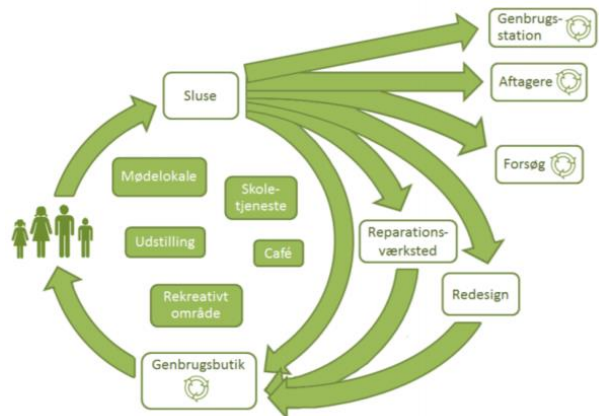 Genbrugs-
station
Sluse
Aftagere
Forsøg
Mødelokale
Skole-
tjeneste
Udstilling
Café
Reparations-
værksted
Rekreativt
område
Redesign
Genbrugsbutik